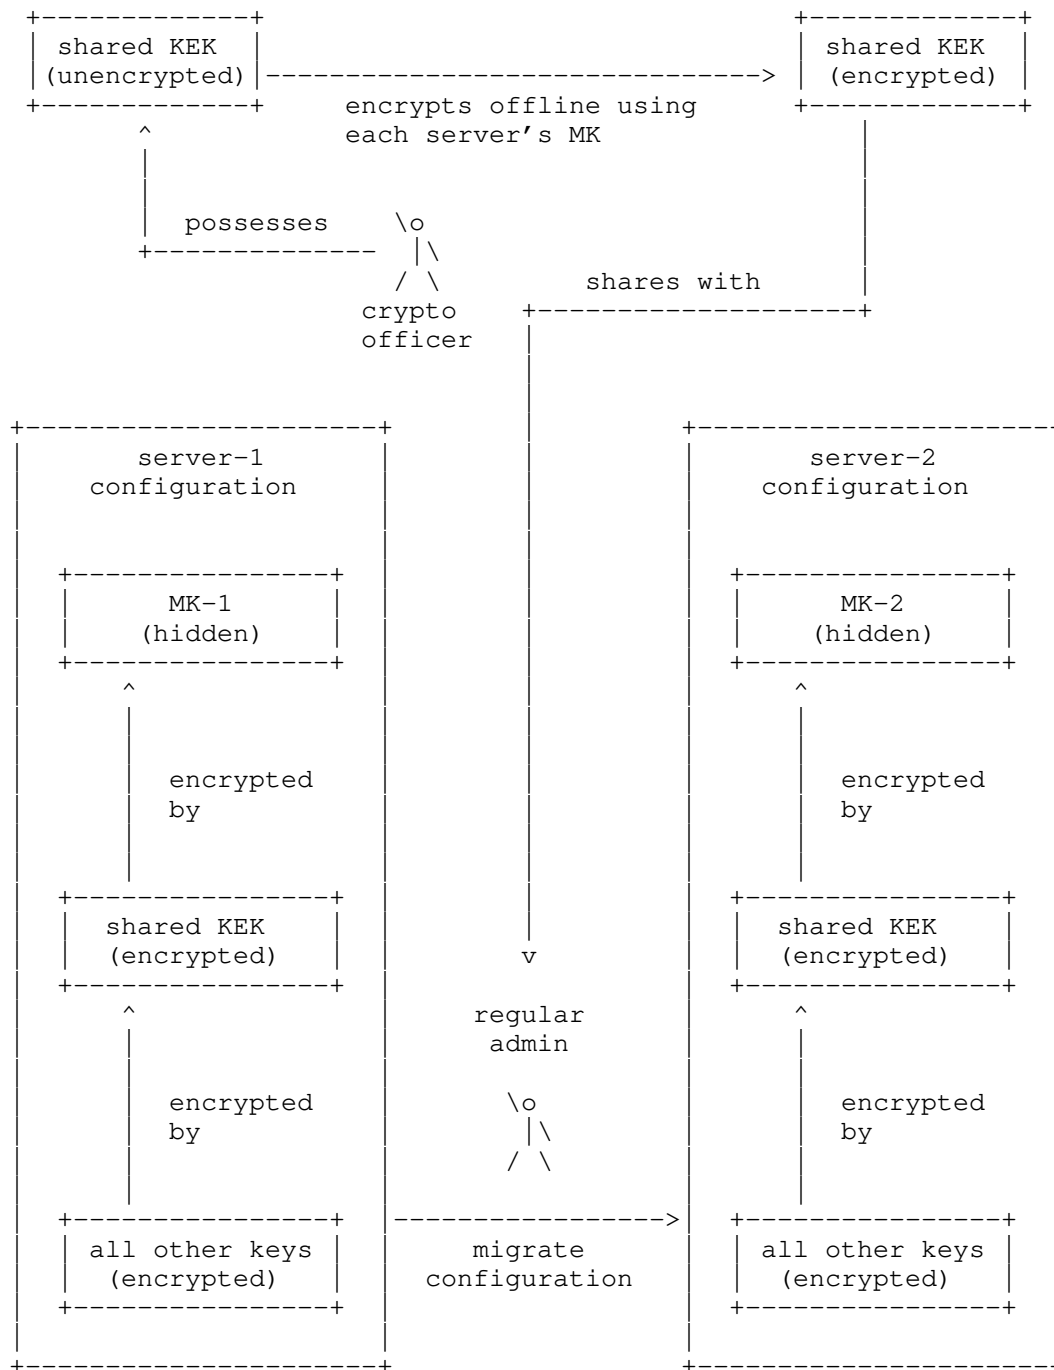 shared KEK
(unencrypted)
shared KEK
(encrypted)
encrypts offline using
each server's MK
possesses
crypto
officer
shares with
server-1
configuration
MK-1
(hidden)
encrypted
by
shared KEK
(encrypted)
encrypted
by
all other keys
(encrypted)
regular
admin
migrate
configuration
server-2
configuration
MK-2
(hidden)
encrypted
by
shared KEK
(encrypted)
encrypted
by
all other keys
(encrypted)